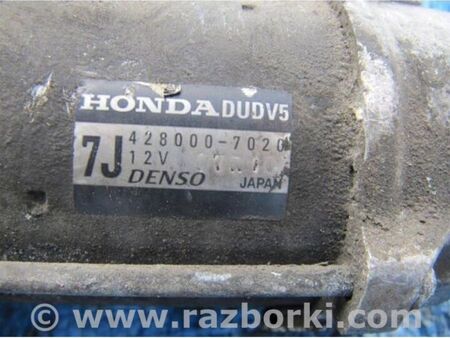 HONDA DUDV5
7J 428000-7020
12V
DENSO JAPAN
© www.razborki.com